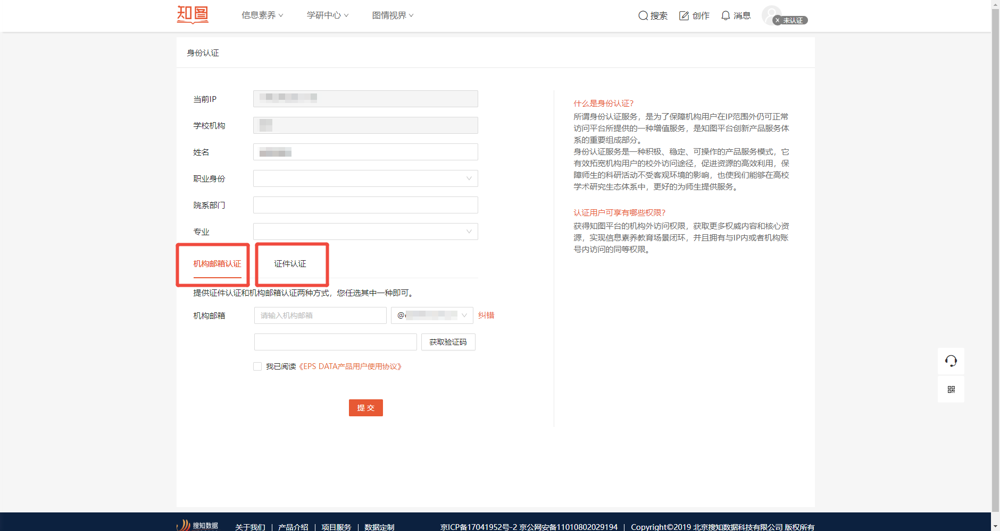 知图
信息素养
学研中心
图情视界
搜索
创作
消息
X 未认证
身份认证
当前IP
学校机构
姓名
职业身份
院系部门
专业
机构邮箱认证
证件认证
提供证件认证和机构邮箱认证两种方式，您任选其中一种即可。
机构邮箱
请输入机构邮箱
@
纠错
获取验证码
我已阅读《EPS DATA产品用户使用协议》
提 交
什么是身份认证？
所谓身份认证服务，是为了保障机构用户在IP范围外仍可正常
访问平台所提供的一种增值服务，是知图平台创新产品服务体
系的重要组成部分。
身份认证服务是一种积极、稳定、可操作的产品服务模式，它
有效拓宽机构用户的校外访问途径，促进资源的高效利用，保
障师生的科研活动不受客观环境的影响，也使我们能够在高校
学术研究生态体系中，更好的为师生提供服务。
认证用户可享有哪些权限？
获得知图平台的机构外访问权限，获取更多权威内容和核心资
源，实现信息素养教育场景闭环，并且拥有与IP内或者机构账
号内访问的同等权限。
搜知数据
关于我们 | 产品介绍 | 项目服务 | 数据定制
京ICP备17041952号-2 京公网安备11010802029194 | Copyright©2019 北京搜知数据科技有限公司 版权所有